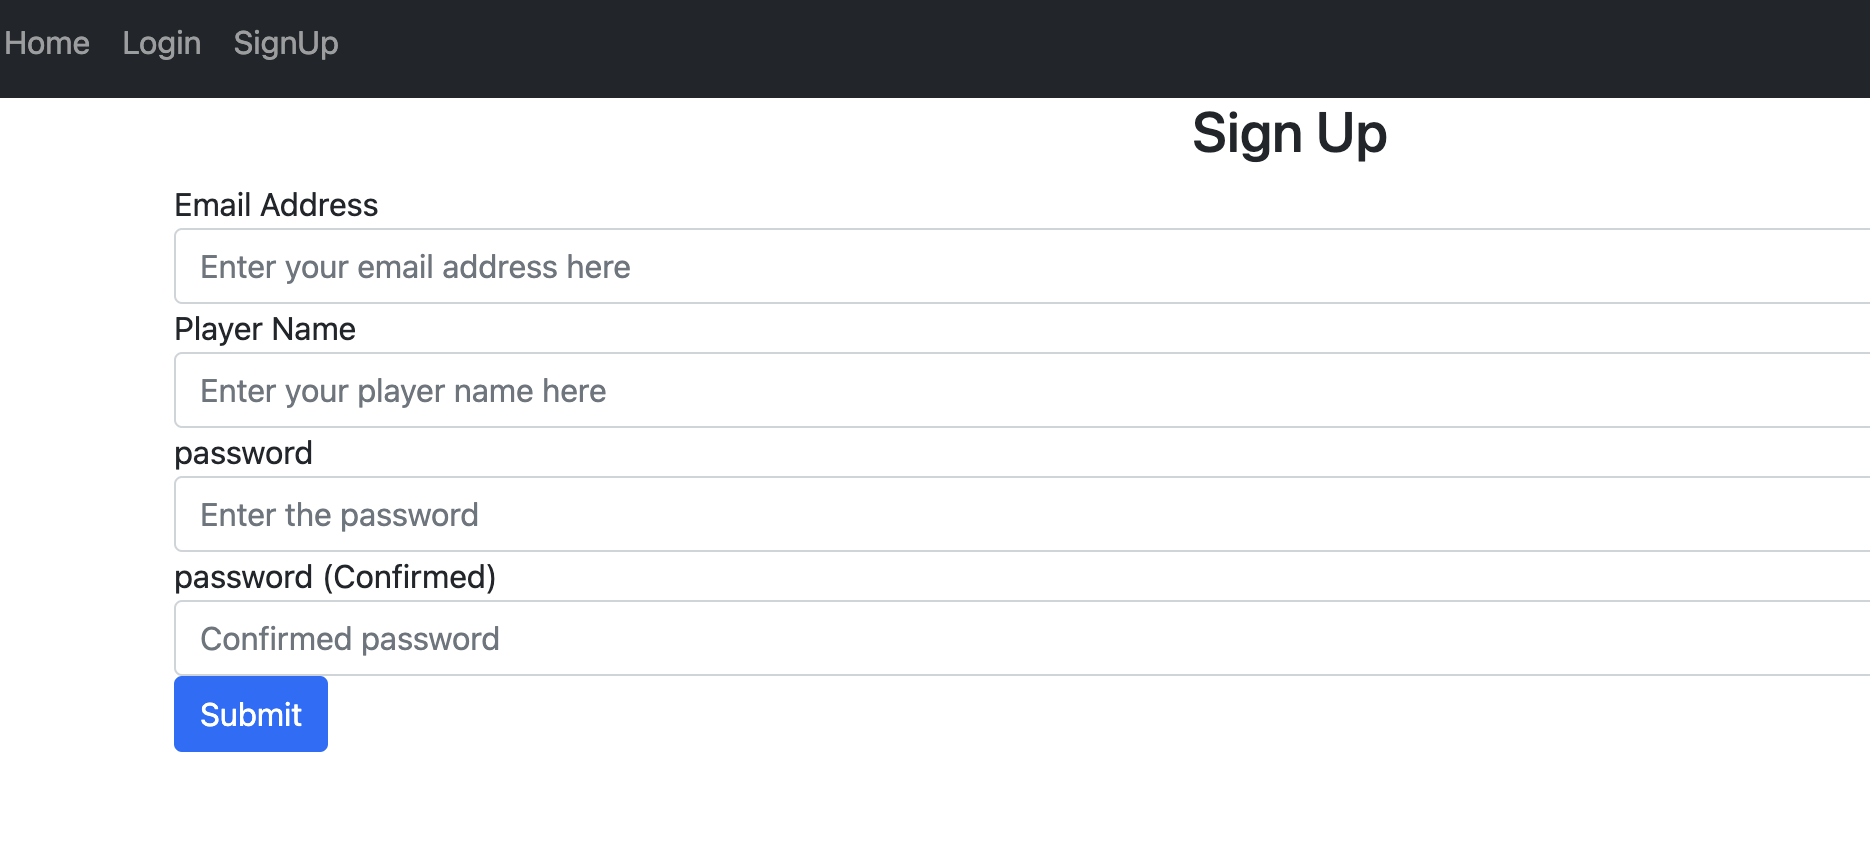 Home Login SignUp
Sign Up
Email Address
Enter your email address here
Player Name
Enter your player name here
password
Enter the password
password (Confirmed)
Confirmed password
Submit